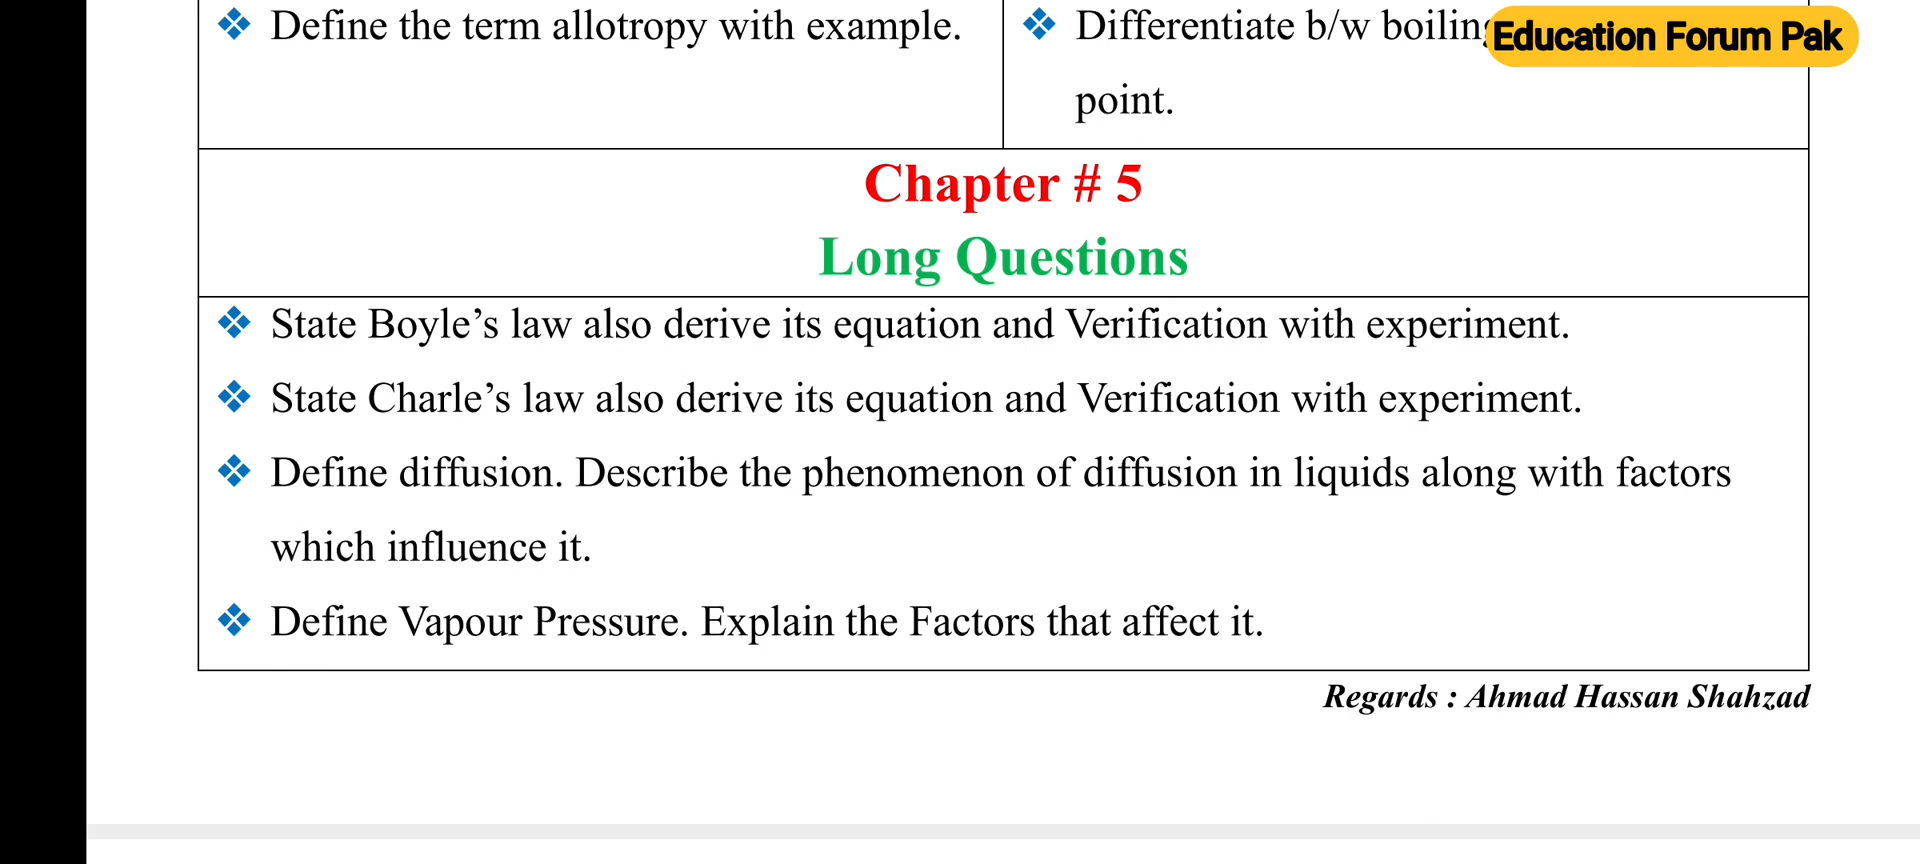 ❖ Define the term allotropy with example.
❖ Differentiate b/w boiling
Education Forum Pak
point.
Chapter # 5
Long Questions
❖ State Boyle’s law also derive its equation and Verification with experiment.
❖ State Charle’s law also derive its equation and Verification with experiment.
❖ Define diffusion. Describe the phenomenon of diffusion in liquids along with factors
which influence it.
❖ Define Vapour Pressure. Explain the Factors that affect it.
Regards : Ahmad Hassan Shahzad